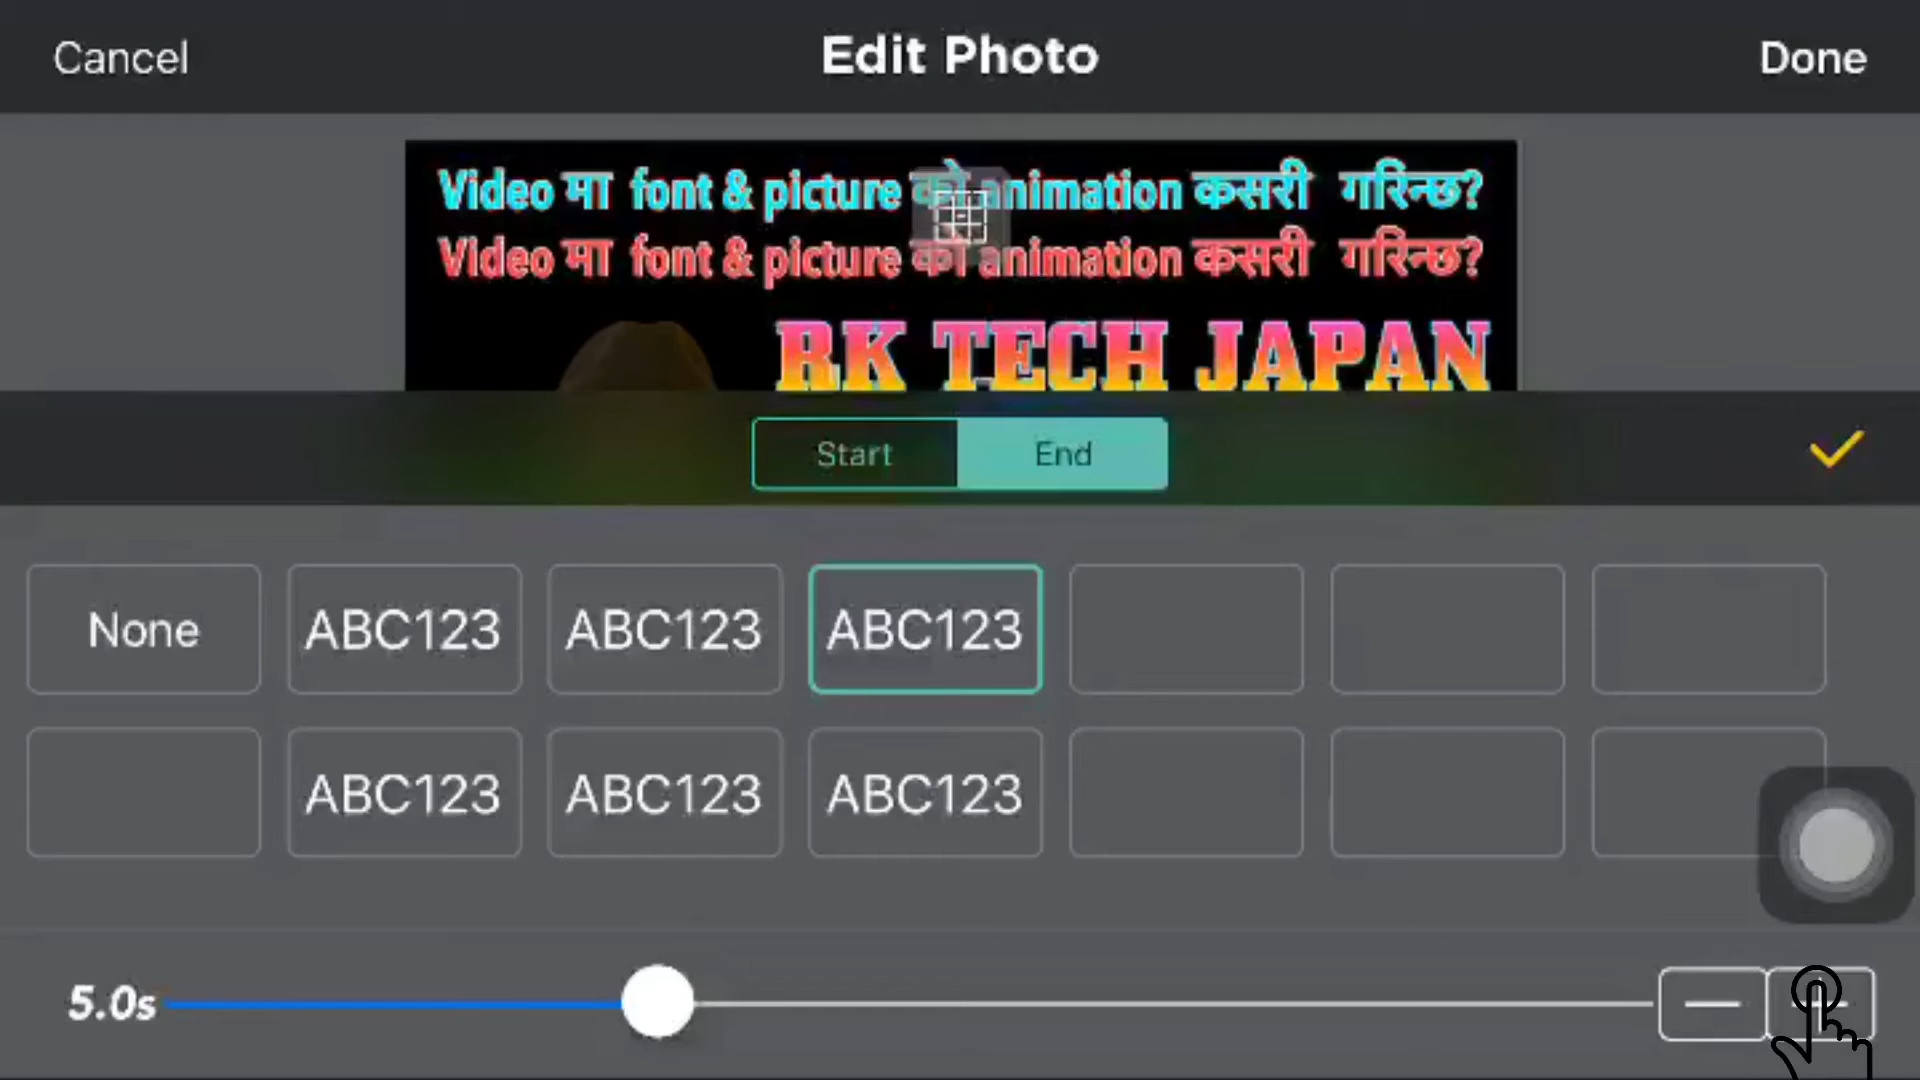 Cancel Edit Photo Done
Video मा font & picture को animation कसरी गरिन्छ?
Video मा font & picture को animation कसरी गरिन्छ?
RK TECH JAPAN
Start End
None ABC123 ABC123 ABC123
ABC123 ABC123 ABC123
5.0s